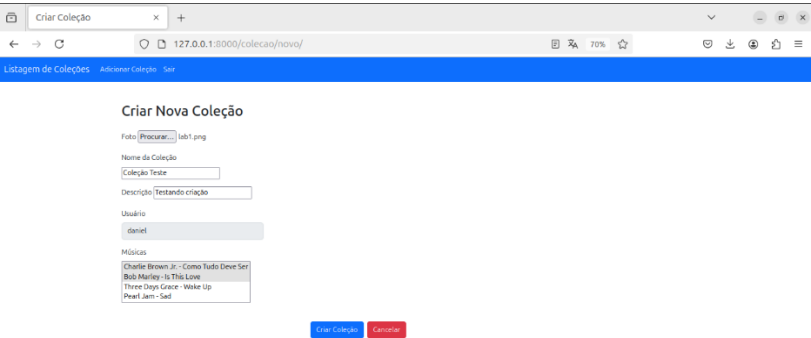 Criar Coleção
127.0.0.1:8000/colecao/novo/
70%
Listagem de Coleções Adicionar Coleção Sair
Criar Nova Coleção
Foto Procurar... lab1.png
Nome da Coleção
Coleção Teste
Descrição Testando criação
Usuário
daniel
Músicas
Charlie Brown Jr. - Como Tudo Deve Ser
Bob Marley - Is This Love
Three Days Grace - Wake Up
Pearl Jam - Sad
Criar Coleção Cancelar